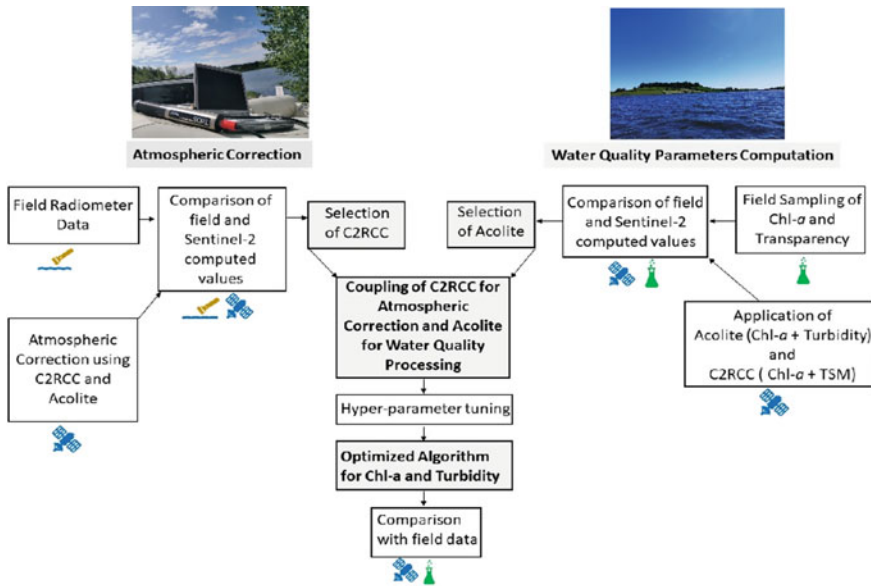 Atmospheric Correction
Water Quality Parameters Computation
Field Radiometer
Data
Comparison of
field and
Sentinel-2
computed
values
Selection
of C2RCC
Selection
of Acolite
Comparison of field
and Sentinel-2
computed values
Field Sampling of
Chl-a and
Transparency
Atmospheric
Correction using
C2RCC and
Acolite
Coupling of C2RCC for
Atmospheric
Correction and Acolite
for Water Quality
Processing
Application of
Acolite (Chl-a + Turbidity)
and
C2RCC ( Chl-a + TSM)
Hyper-parameter tuning
Optimized Algorithm
for Chl-a and Turbidity
Comparison
with field data